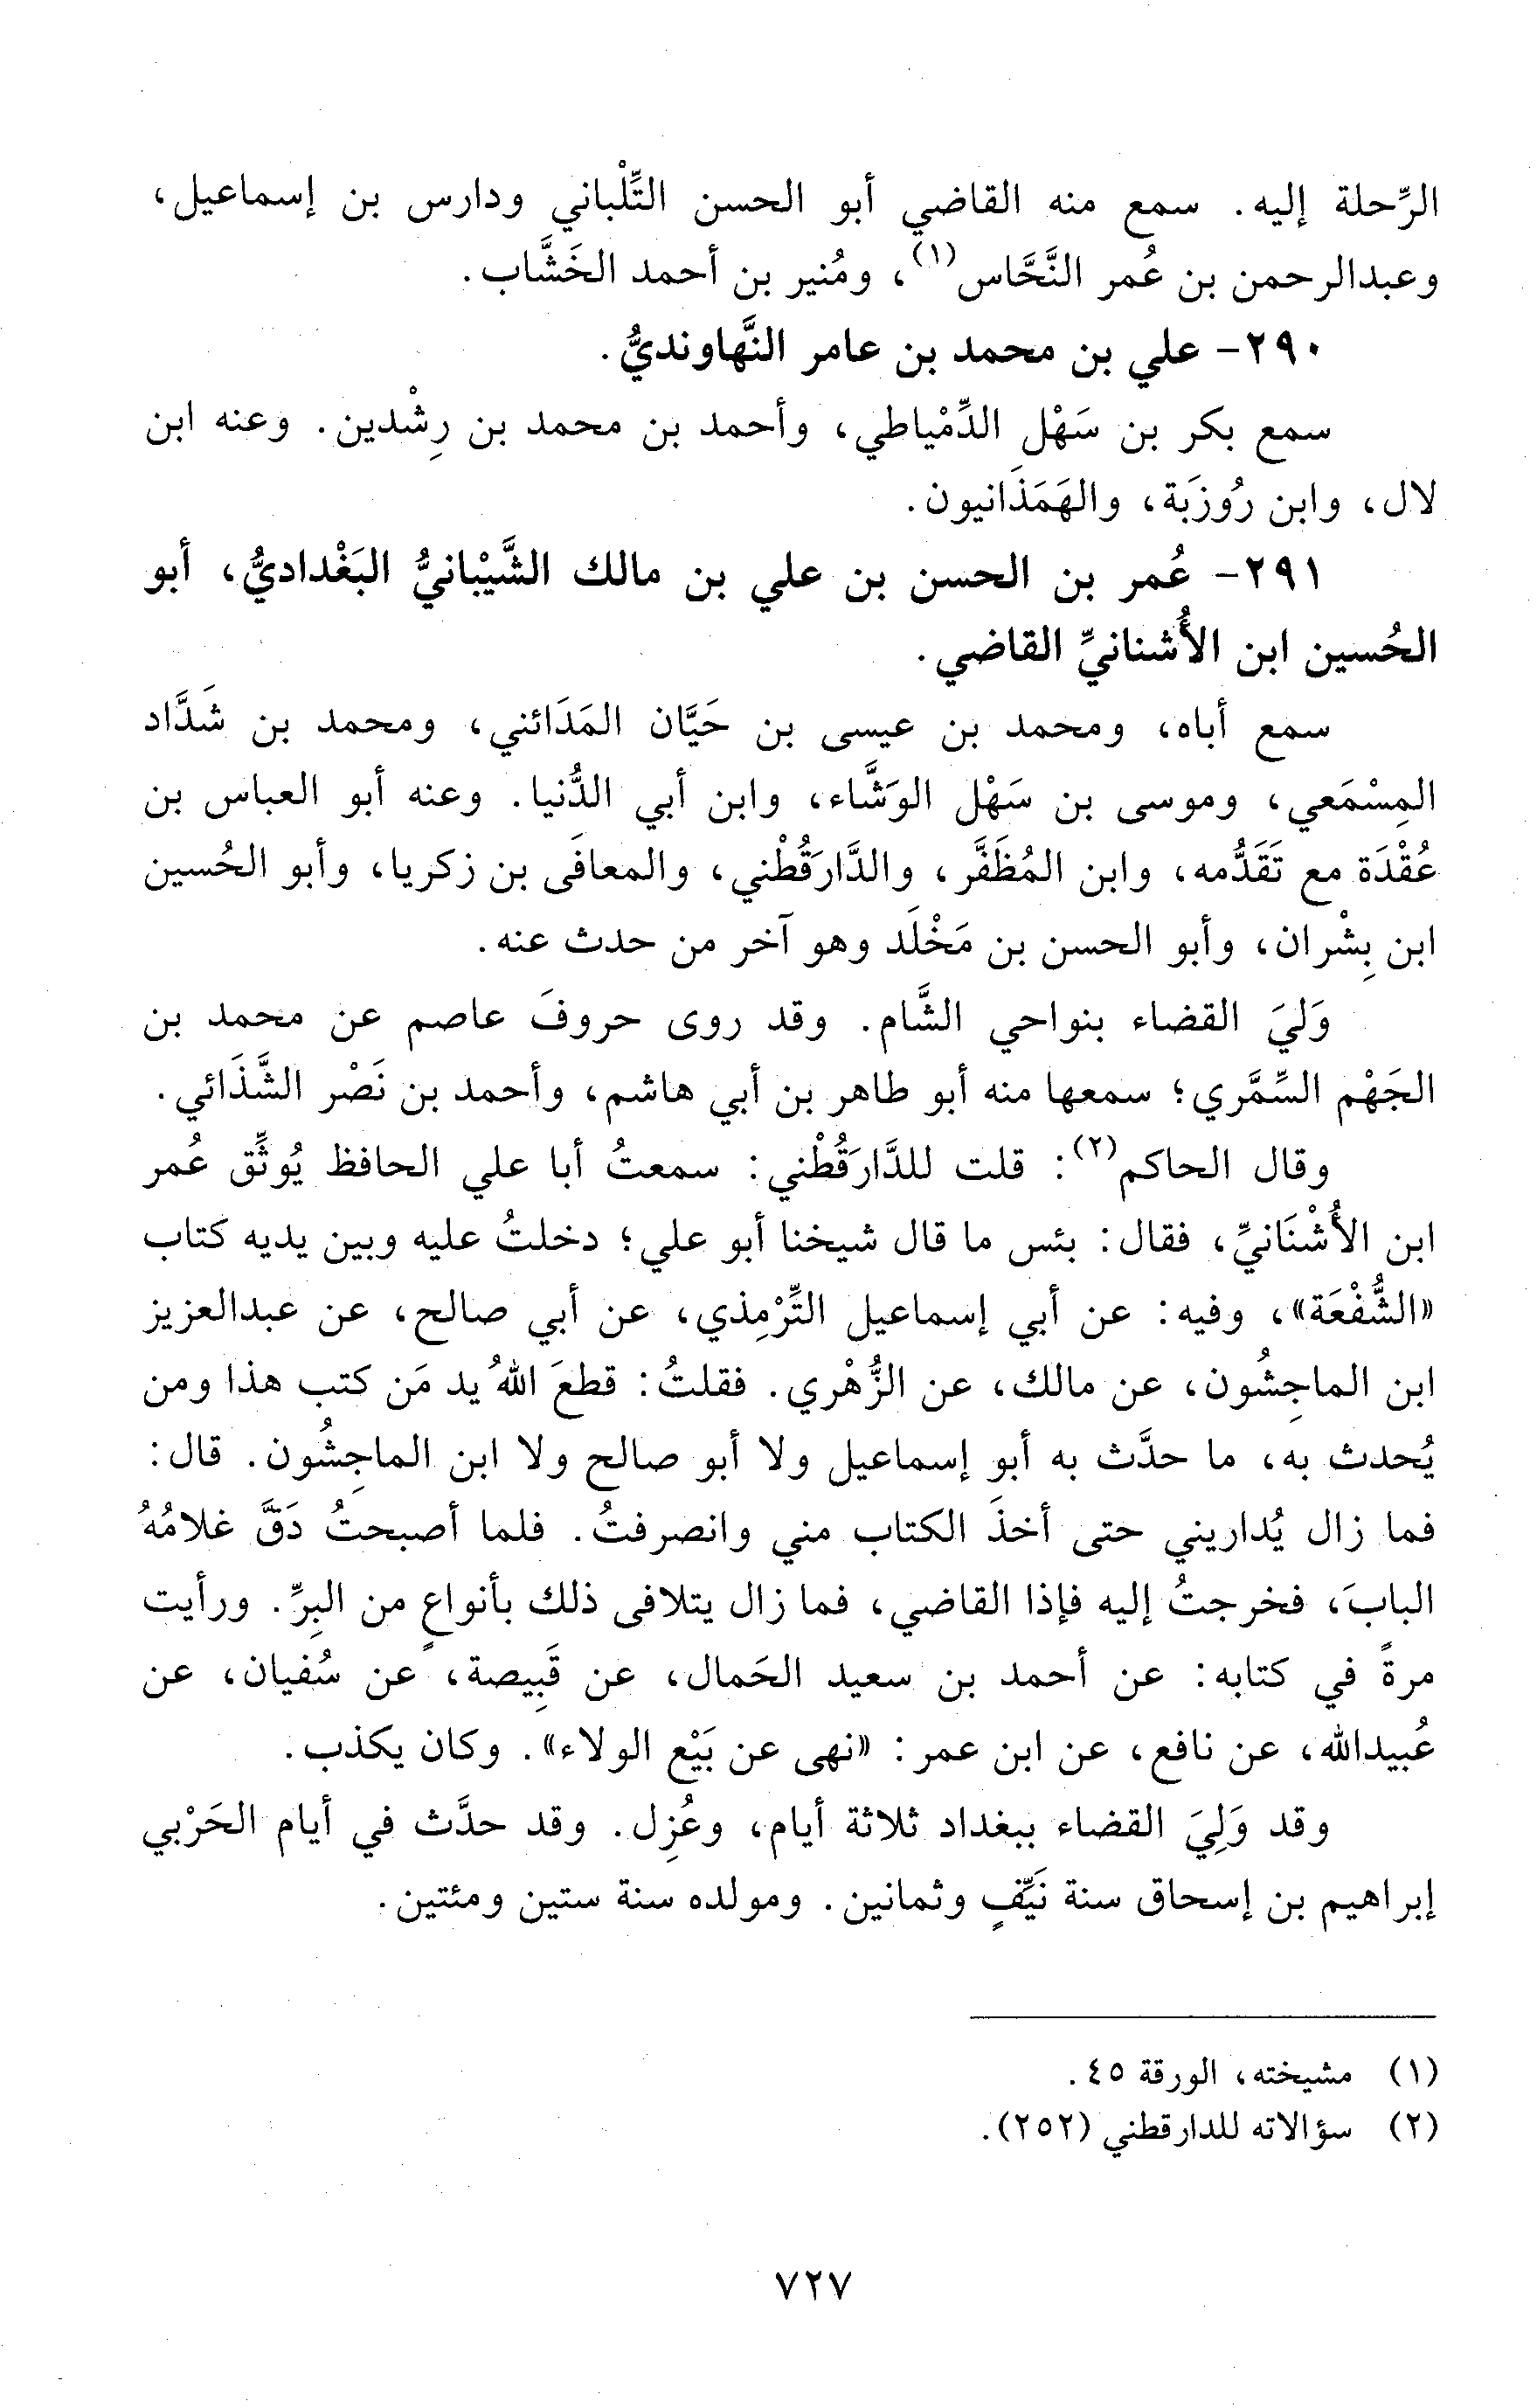 الرِّحلة إليه. سمع منه القاضي أبو الحسن التِّلْباني ودارس بن إسماعيل،
وعبدالرحمن بن عُمر النَّحَّاس(١)، ومُنير بن أحمد الخَشَّاب.
٢٩٠- علي بن محمد بن عامر النَّهاونديُّ.
سمع بكر بن سَهْل الدِّمْياطي، وأحمد بن محمد بن رِشْدين. وعنه ابن
لال، وابن رُوزَبة، والهَمَذَانيون.
٢٩١- عُمر بن الحسن بن علي بن مالك الشَّيْبانيُّ البَغْداديُّ، أبو
الحُسين ابن الأُشنانيِّ القاضي.
سمع أباه، ومحمد بن عيسى بن حَيَّان المَدَائني، ومحمد بن شَدَّاد
المِسْمَعي، وموسى بن سَهْل الوَشَّاء، وابن أبي الدُّنيا. وعنه أبو العباس بن
عُقْدَة مع تَقَدُّمه، وابن المُظَفَّر، والدَّارَقُطْني، والمعافَى بن زكريا، وأبو الحُسين
ابن بِشْران، وأبو الحسن بن مَخْلَد وهو آخر من حدث عنه.
وَليَ القضاء بنواحي الشَّام. وقد روى حروفَ عاصم عن محمد بن
الجَهْم السِّمَّري؛ سمعها منه أبو طاهر بن أبي هاشم، وأحمد بن نَصْر الشَّذَائي.
وقال الحاكم(٢): قلت للدَّارَقُطْني: سمعتُ أبا علي الحافظ يُوثِّق عُمر
ابن الأُشْنَانيِّ، فقال: بئس ما قال شيخنا أبو علي؛ دخلتُ عليه وبين يديه كتاب
«الشُّفْعَة»، وفيه: عن أبي إسماعيل التِّرْمِذي، عن أبي صالح، عن عبدالعزيز
ابن الماجِشُون، عن مالك، عن الزُّهْري. فقلتُ: قطعَ اللهُ يد مَن كتب هذا ومن
يُحدث به، ما حدَّث به أبو إسماعيل ولا أبو صالح ولا ابن الماجِشُون. قال:
فما زال يُداريني حتى أخذَ الكتاب مني وانصرفتُ. فلما أصبحتُ دَقَّ غلامُهُ
البابَ، فخرجتُ إليه فإذا القاضي، فما زال يتلافى ذلك بأنواعٍ من البِرِّ. ورأيت
مرةً في كتابه: عن أحمد بن سعيد الحَمال، عن قَبِيصة، عن سُفيان، عن
عُبيدالله، عن نافع، عن ابن عمر: «نهى عن بَيْع الولاء». وكان يكذب.
وقد وَلِيَ القضاء ببغداد ثلاثة أيام، وعُزِل. وقد حدَّث في أيام الحَرْبي
إبراهيم بن إسحاق سنة نَيِّفٍ وثمانين. ومولده سنة ستين ومئتين.
(١) مشيخته، الورقة ٤٥.
(٢) سؤالاته للدارقطني (٢٥٢).
٧٢٧